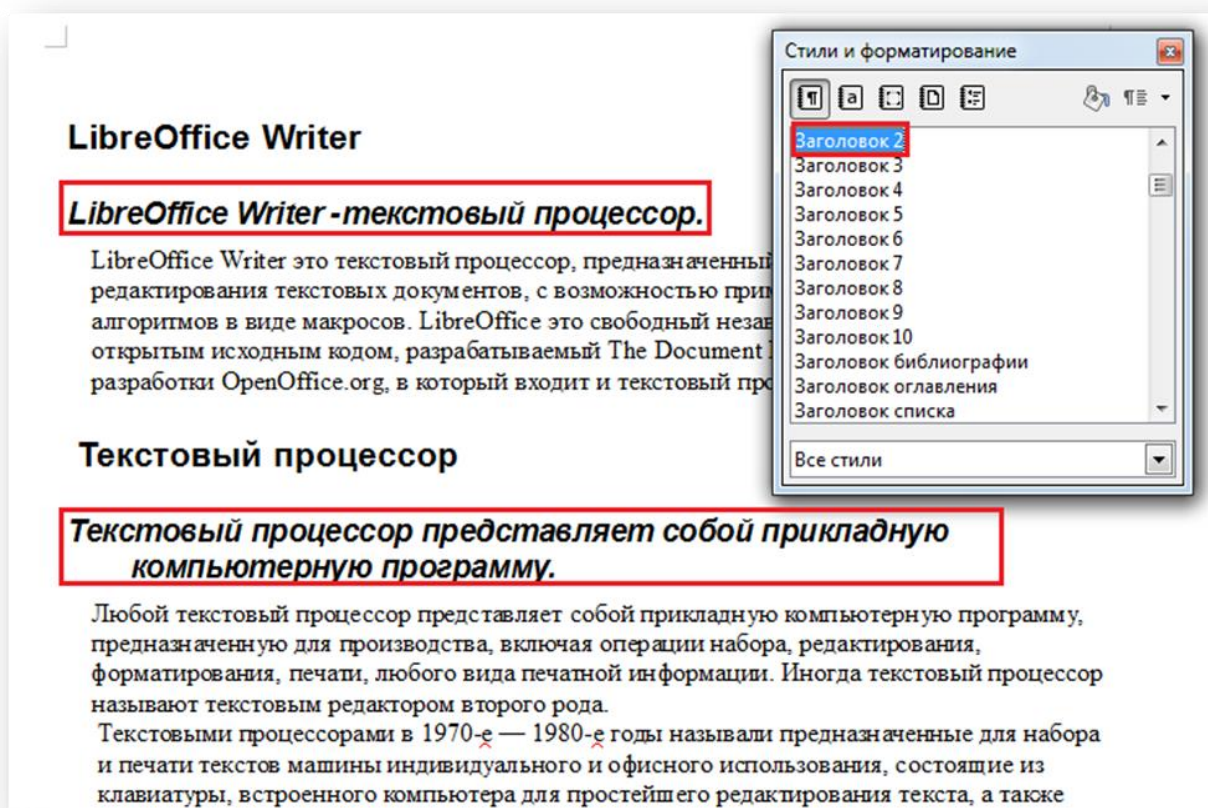 LibreOffice Writer
LibreOffice Writer -текстовый процессор.
LibreOffice Writer это текстовый процессор, предназначенный
редактирования текстовых документов, с возможностью
алгоритмов в виде макросов. LibreOffice это свободный
открытым исходным кодом, разрабатываемый The Document
разработки OpenOffice.org, в который входит и текстовый
Текстовый процессор
Текстовый процессор представляет собой прикладную
компьютерную программу.
Любой текстовый процессор представляет собой прикладную компьютерную программу,
предназначенную для производства, включая операции набора, редактирования,
форматирования, печати, любого вида печатной информации. Иногда текстовый процессор
называют текстовым редактором второго рода.
Текстовыми процессорами в 1970-е — 1980-е годы называли предназначенные для набора
и печати текстов машины индивидуального и офисного использования, состоящие из
клавиатуры, встроенного компьютера для простейшего редактирования текста, а также
Стили и форматирование
Заголовок 2
Заголовок 3
Заголовок 4
Заголовок 5
Заголовок 6
Заголовок 7
Заголовок 8
Заголовок 9
Заголовок 10
Заголовок библиографии
Заголовок оглавления
Заголовок списка
Все стили